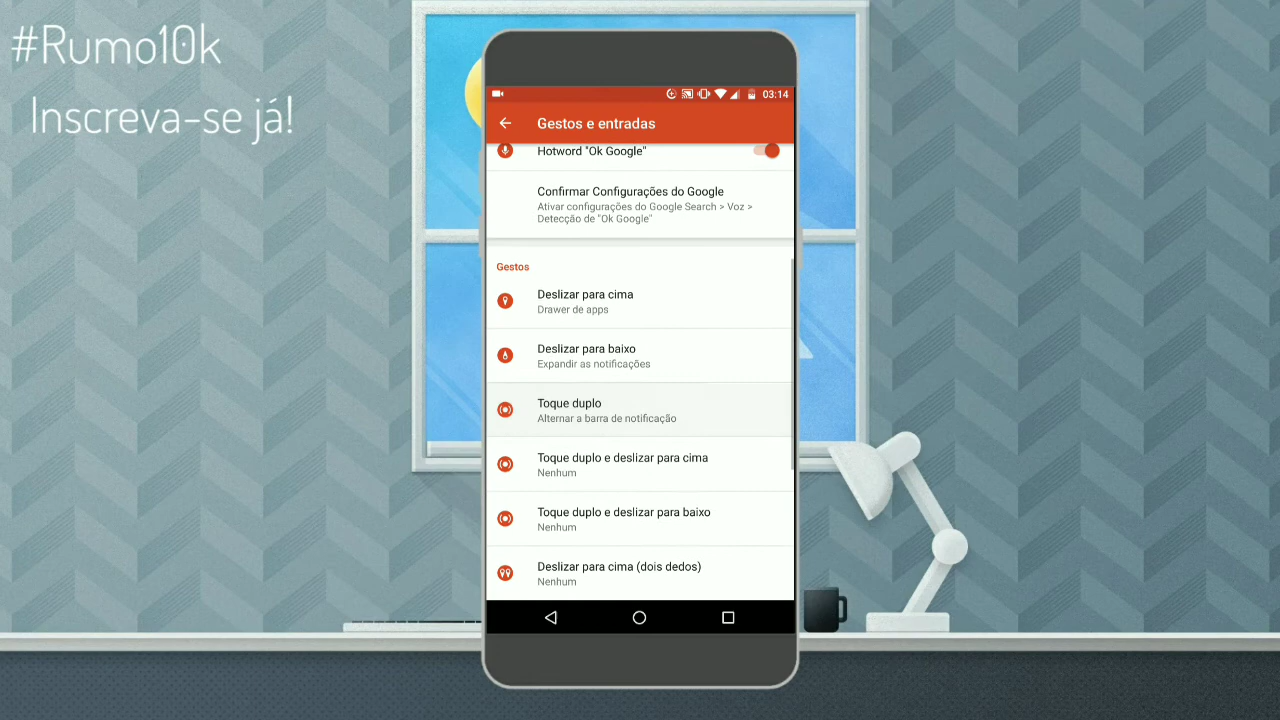 #Rumo10k
Inscreva-se já!
03:14
Gestos e entradas
Hotword "Ok Google"
Confirmar Configurações do Google
Ativar configurações do Google Search > Voz >
Detecção de "Ok Google"
Gestos
Deslizar para cima
Drawer de apps
Deslizar para baixo
Expandir as notificações
Toque duplo
Alternar a barra de notificação
Toque duplo e deslizar para cima
Nenhum
Toque duplo e deslizar para baixo
Nenhum
Deslizar para cima (dois dedos)
Nenhum